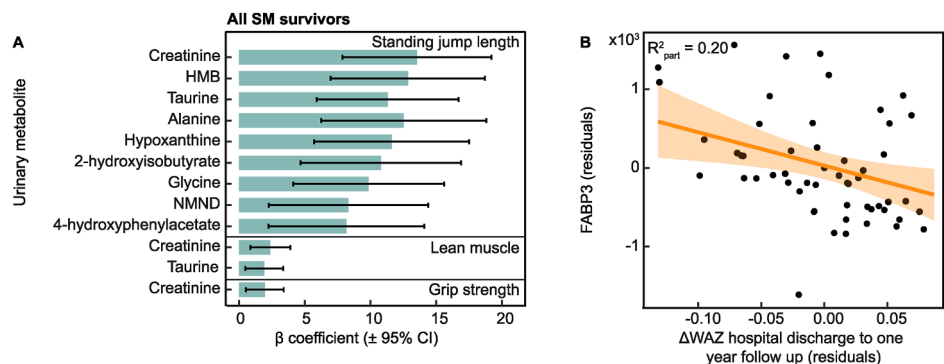 All SM survivors
A
Standing jump length
Urinary metabolite
Creatinine
HMB
Taurine
Alanine
Hypoxanthine
2-hydroxyisobutyrate
Glycine
NMND
4-hydroxyphenylacetate
Creatinine
Lean muscle
Taurine
Creatinine
Grip strength
0 5 10 15 20
β coefficient (± 95% CI)
B
x10³
R²part = 0.20
FABP3 (residuals)
1
0
-1
-0.10 -0.05 0.00 0.05
ΔWAZ hospital discharge to one
year follow up (residuals)